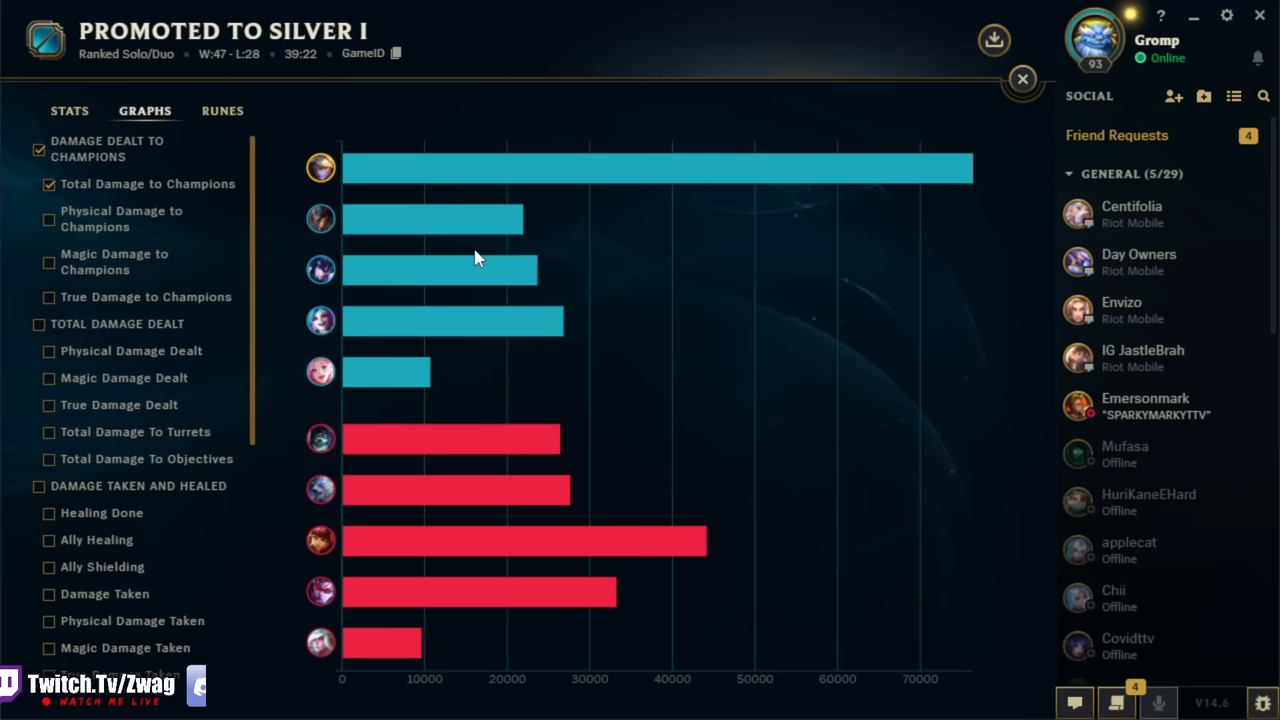 PROMOTED TO SILVER I
Ranked Solo/Duo • W:47 - L:28 • 39:22 GameID
STATS GRAPHS RUNES
DAMAGE DEALT TO
CHAMPIONS
Total Damage to Champions
Physical Damage to
Champions
Magic Damage to
Champions
True Damage to Champions
TOTAL DAMAGE DEALT
Physical Damage Dealt
Magic Damage Dealt
True Damage Dealt
Total Damage To Turrets
Total Damage To Objectives
DAMAGE TAKEN AND HEALED
Healing Done
Ally Healing
Ally Shielding
Damage Taken
Physical Damage Taken
Magic Damage Taken
True Damage Taken
Twitch.Tv/Zwag
WATCH ME LIVE
0 10000 20000 30000 40000 50000 60000 70000
?
93
Gromp
Online
SOCIAL
Friend Requests 4
GENERAL (5/29)
Centifolia
Riot Mobile
Day Owners
Riot Mobile
Envizo
Riot Mobile
IG JastleBrah
Riot Mobile
Emersonmark
"SPARKYMARKYTTV"
Mufasa
Offline
HuriKaneEHard
Offline
applecat
Offline
Chii
Offline
Covidttv
Offline
4
V14.6